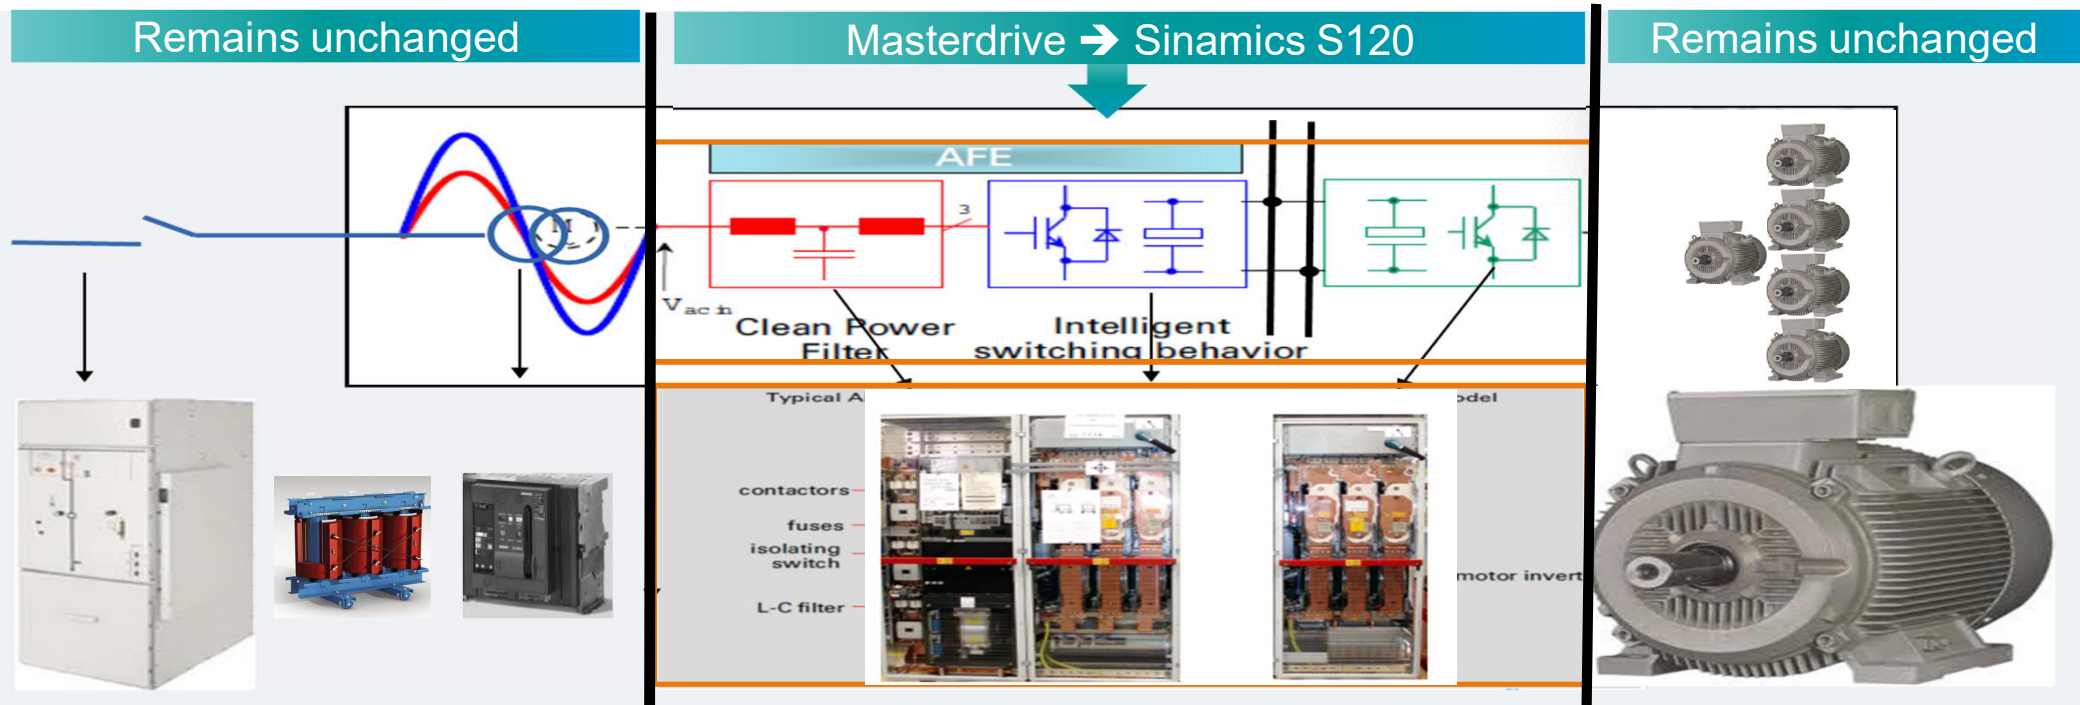 Remains unchanged
Masterdrive ➔ Sinamics S120
Remains unchanged
AFE
3
M
Vac in
Clean Power
Filter
Intelligent
switching behavior
Typical A
odel
contactors
fuses
isolating
switch
L-C filter
motor invert